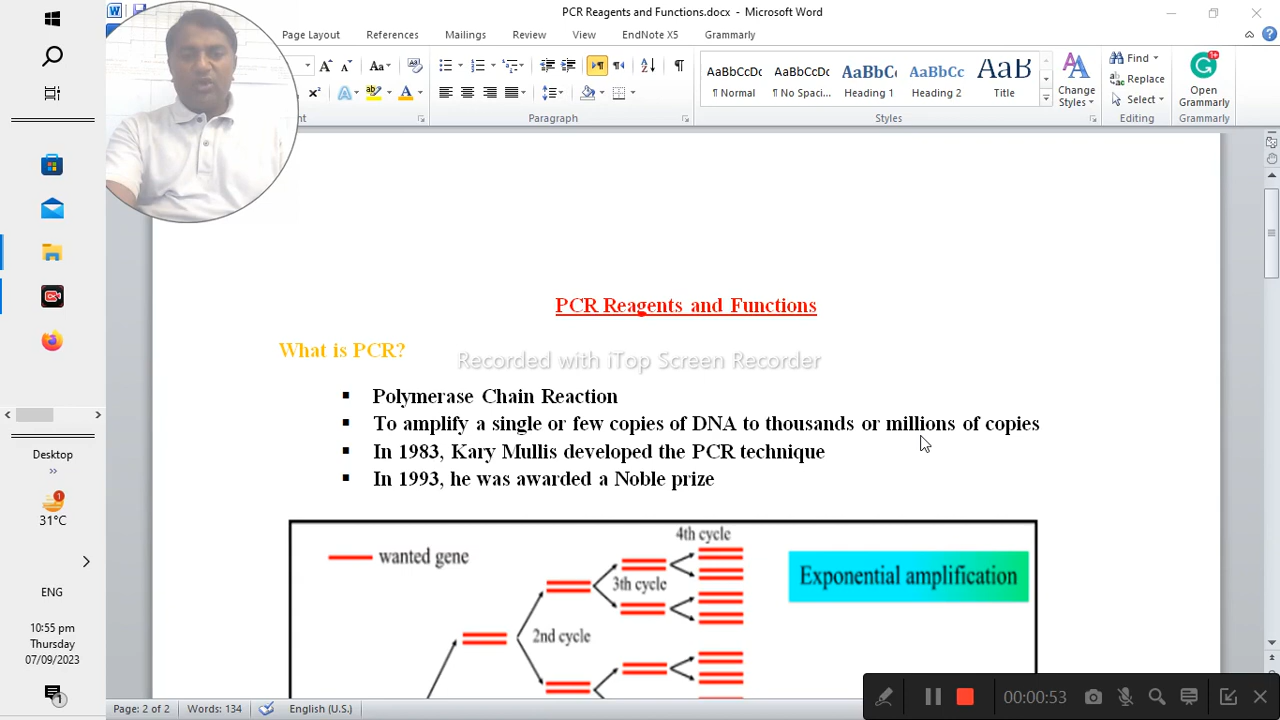 PCR Reagents and Functions.docx - Microsoft Word
Page Layout References Mailings Review View EndNote X5 Grammarly
Aa
AaBbCcDc AaBbCcDc AaBbC AaBbCc AaB
¶ Normal ¶ No Spaci... Heading 1 Heading 2 Title
Change Styles
Find
Replace
Select
Open Grammarly
Paragraph Styles Editing Grammarly
PCR Reagents and Functions
What is PCR?
Recorded with iTop Screen Recorder
▪ Polymerase Chain Reaction
▪ To amplify a single or few copies of DNA to thousands or millions of copies
▪ In 1983, Kary Mullis developed the PCR technique
▪ In 1993, he was awarded a Noble prize
4th cycle
wanted gene
3th cycle
Exponential amplification
2nd cycle
Desktop
31°C
ENG
10:55 pm
Thursday
07/09/2023
1
Page: 2 of 2 Words: 134 English (U.S.)
00:00:53